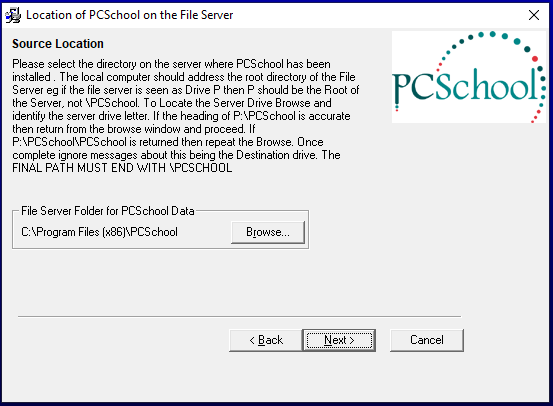 Location of PCSchool on the File Server
Source Location
Please select the directory on the server where PCSchool has been
installed . The local computer should address the root directory of the File
Server eg if the file server is seen as Drive P then P should be the Root of
the Server, not \PCSchool. To Locate the Server Drive Browse and
identify the server drive letter. If the heading of P:\PCSchool is accurate
then return from the browse window and proceed. If
P:\PCSchool\PCSchool is returned then repeat the Browse. Once
complete ignore messages about this being the Destination drive. The
FINAL PATH MUST END WITH \PCSCHOOL
PCSchool
File Server Folder for PCSchool Data
C:\Program Files (x86)\PCSchool
Browse...
< Back
Next >
Cancel